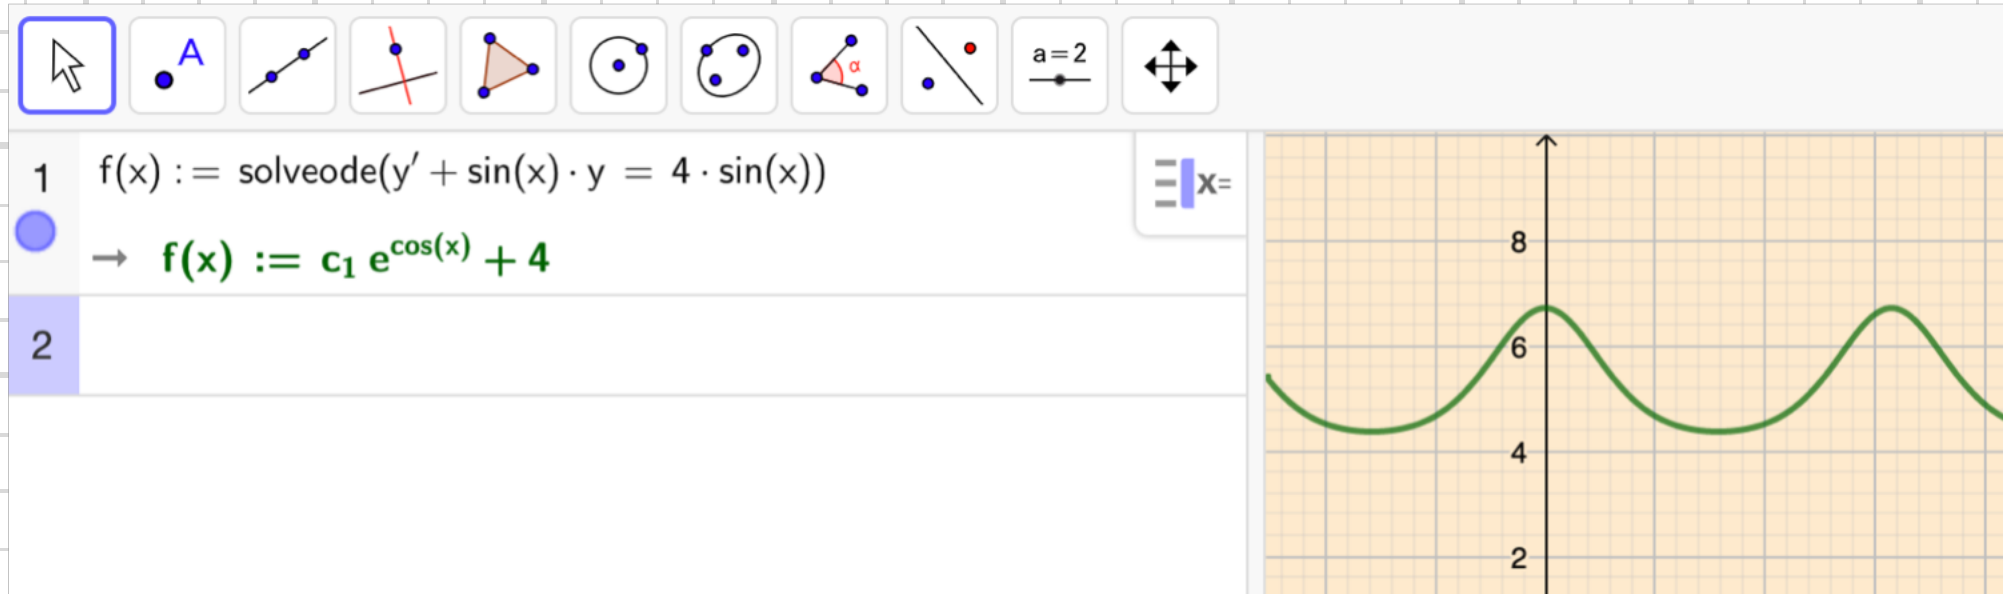 A
α
a=2
1
f(x) := solveode(y′ + sin(x) · y = 4 · sin(x))
x=
→ f(x) := c₁ e^cos(x) + 4
2
8
6
4
2